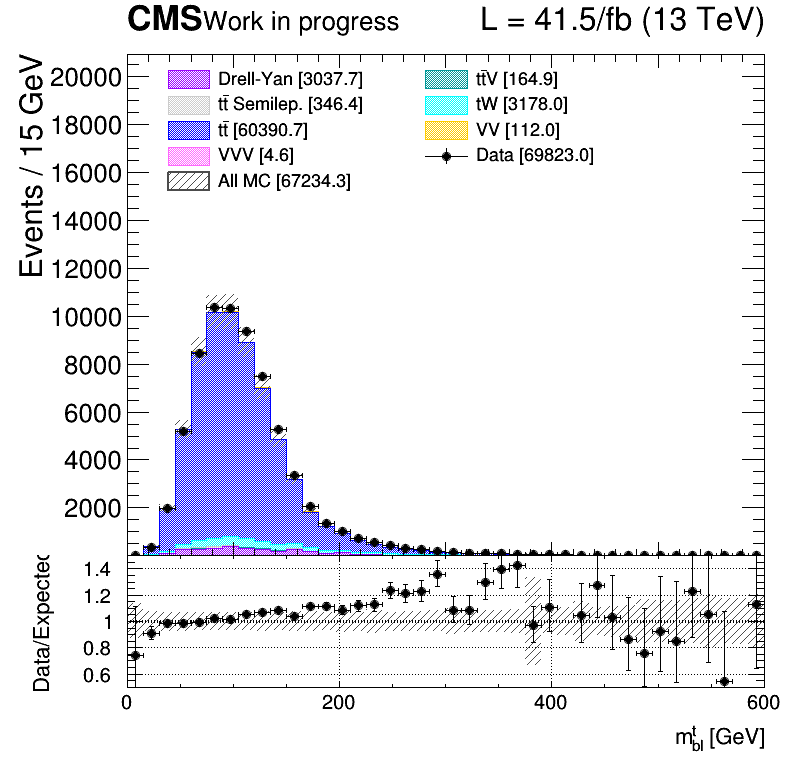 CMS Work in progress L = 41.5/fb (13 TeV)
Events / 15 GeV
20000
18000
16000
14000
12000
10000
8000
6000
4000
2000
Drell-Yan [3037.7]
tt̄ Semilep. [346.4]
tt̄ [60390.7]
VVV [4.6]
All MC [67234.3]
tt̄V [164.9]
tW [3178.0]
VV [112.0]
Data [69823.0]
Data/Expected
1.4
1.2
1
0.8
0.6
0 200 400 600
m^t_bl [GeV]